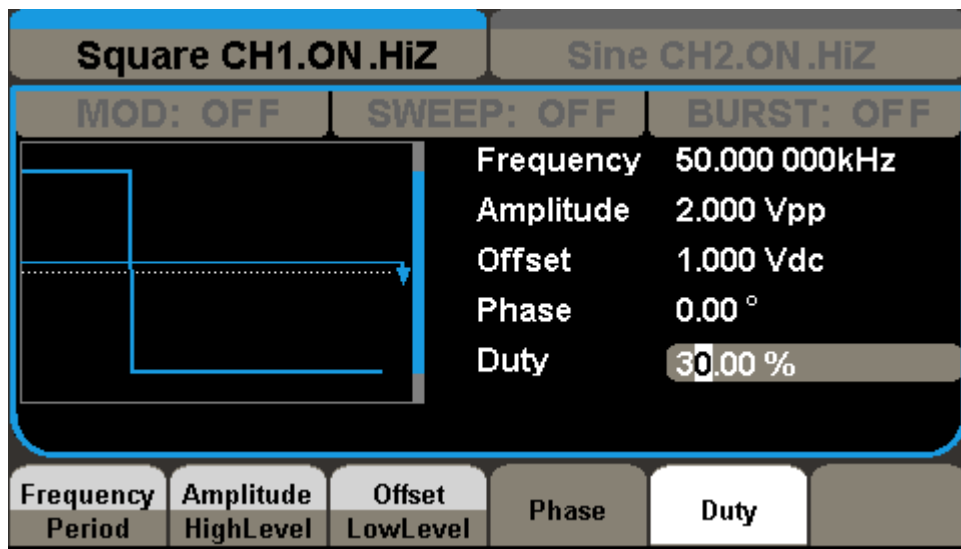 Square CH1.ON.HiZ
Sine CH2.ON.HiZ
MOD: OFF
SWEEP: OFF
BURST: OFF
Frequency 50.000 000kHz
Amplitude 2.000 Vpp
Offset 1.000 Vdc
Phase 0.00 °
Duty 30.00 %
Frequency Amplitude Offset Phase Duty
Period HighLevel LowLevel